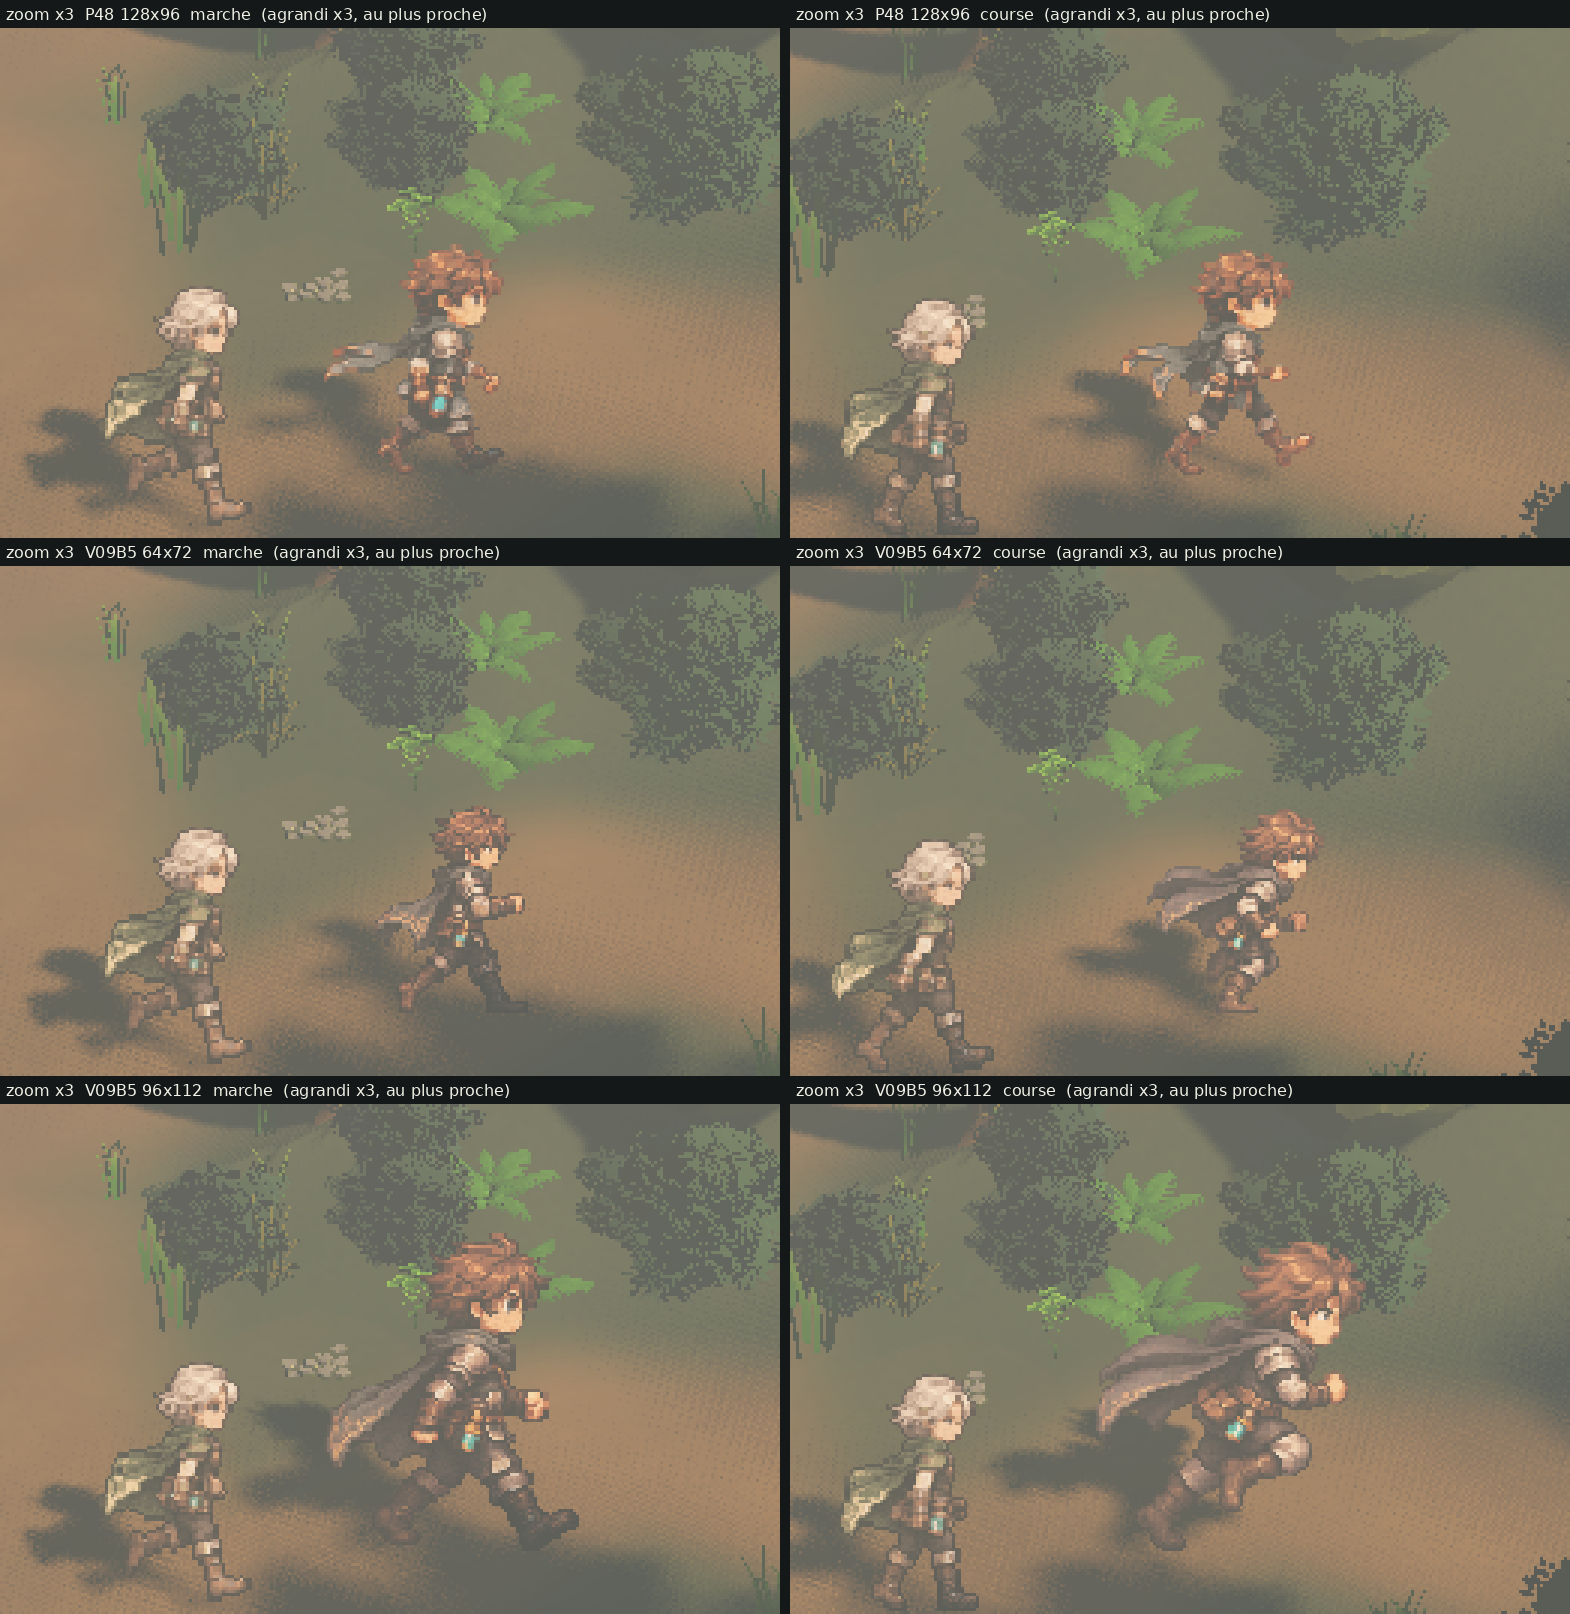 zoom x3  P48 128x96  marche  (agrandi x3, au plus proche)
zoom x3  P48 128x96  course  (agrandi x3, au plus proche)
zoom x3  V09B5 64x72  marche  (agrandi x3, au plus proche)
zoom x3  V09B5 64x72  course  (agrandi x3, au plus proche)
zoom x3  V09B5 96x112  marche  (agrandi x3, au plus proche)
zoom x3  V09B5 96x112  course  (agrandi x3, au plus proche)